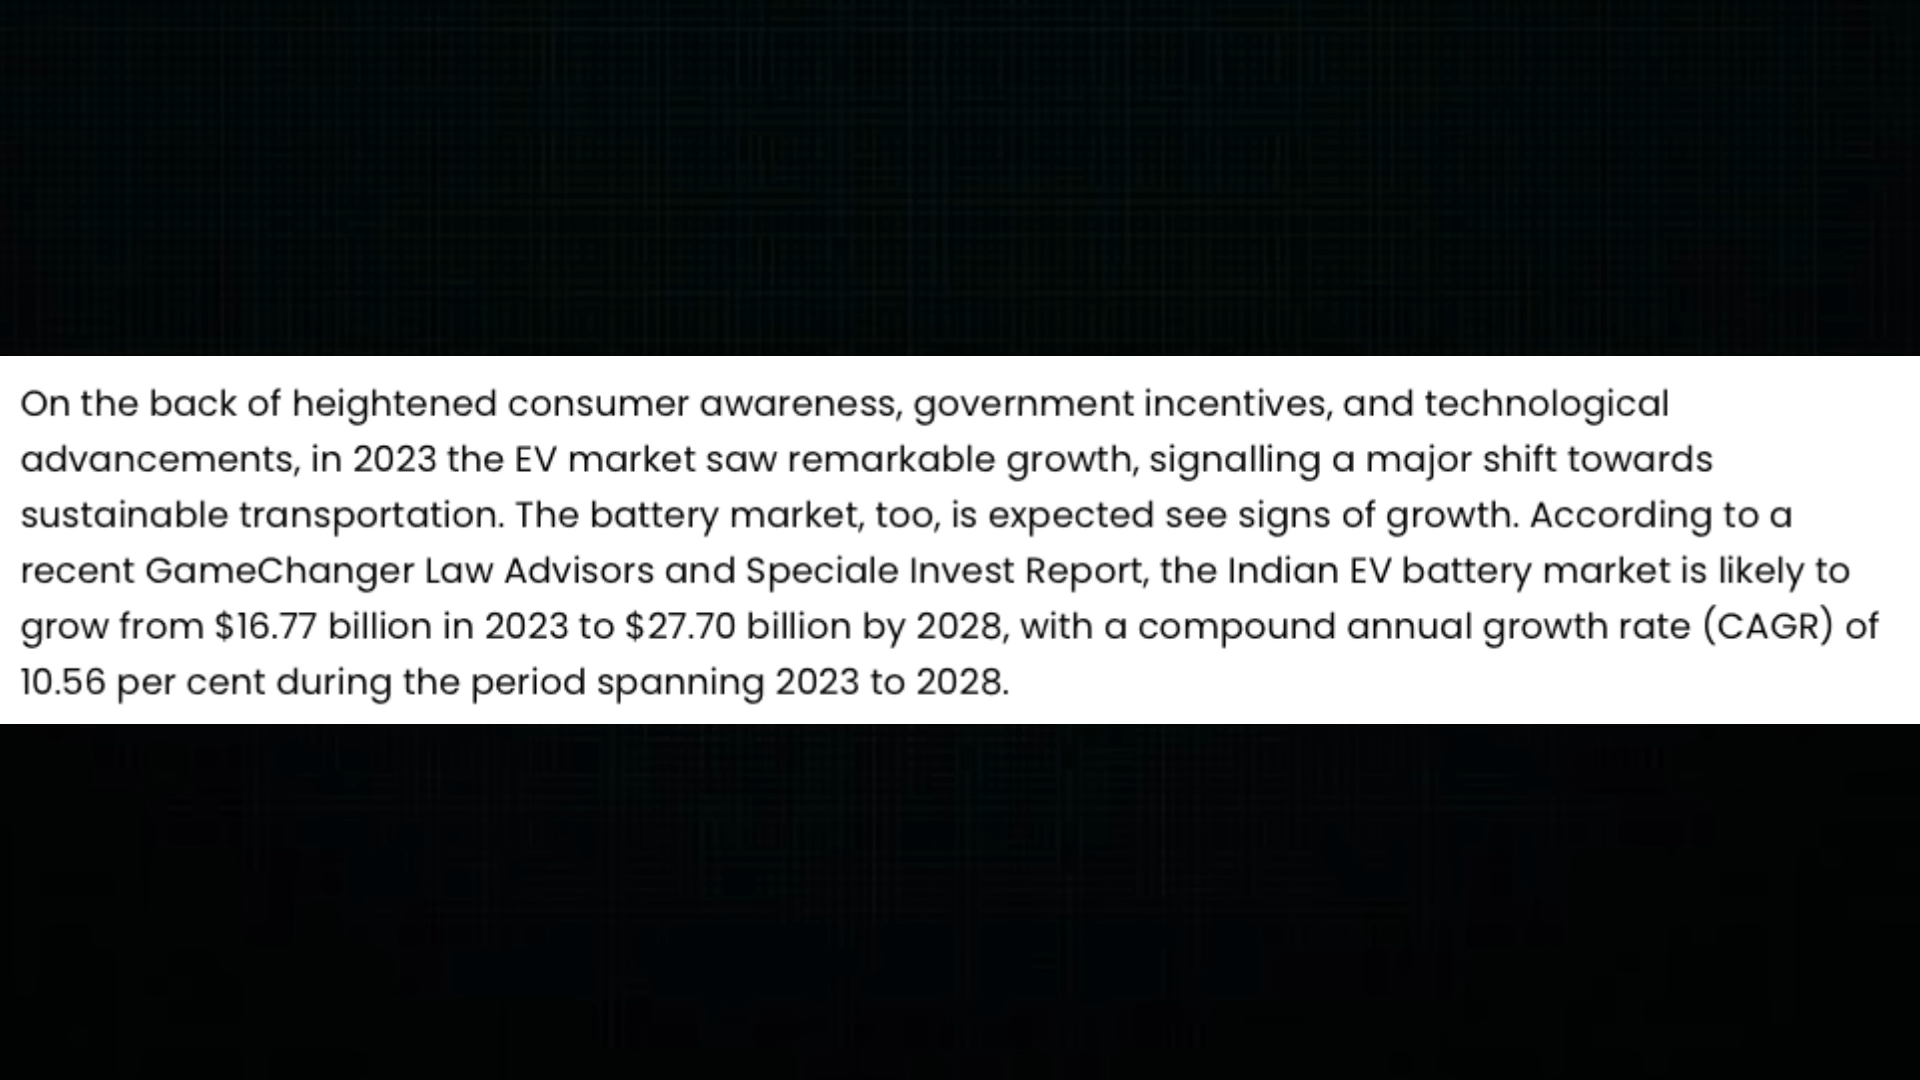 On the back of heightened consumer awareness, government incentives, and technological
advancements, in 2023 the EV market saw remarkable growth, signalling a major shift towards
sustainable transportation. The battery market, too, is expected see signs of growth. According to a
recent GameChanger Law Advisors and Speciale Invest Report, the Indian EV battery market is likely to
grow from $16.77 billion in 2023 to $27.70 billion by 2028, with a compound annual growth rate (CAGR) of
10.56 per cent during the period spanning 2023 to 2028.